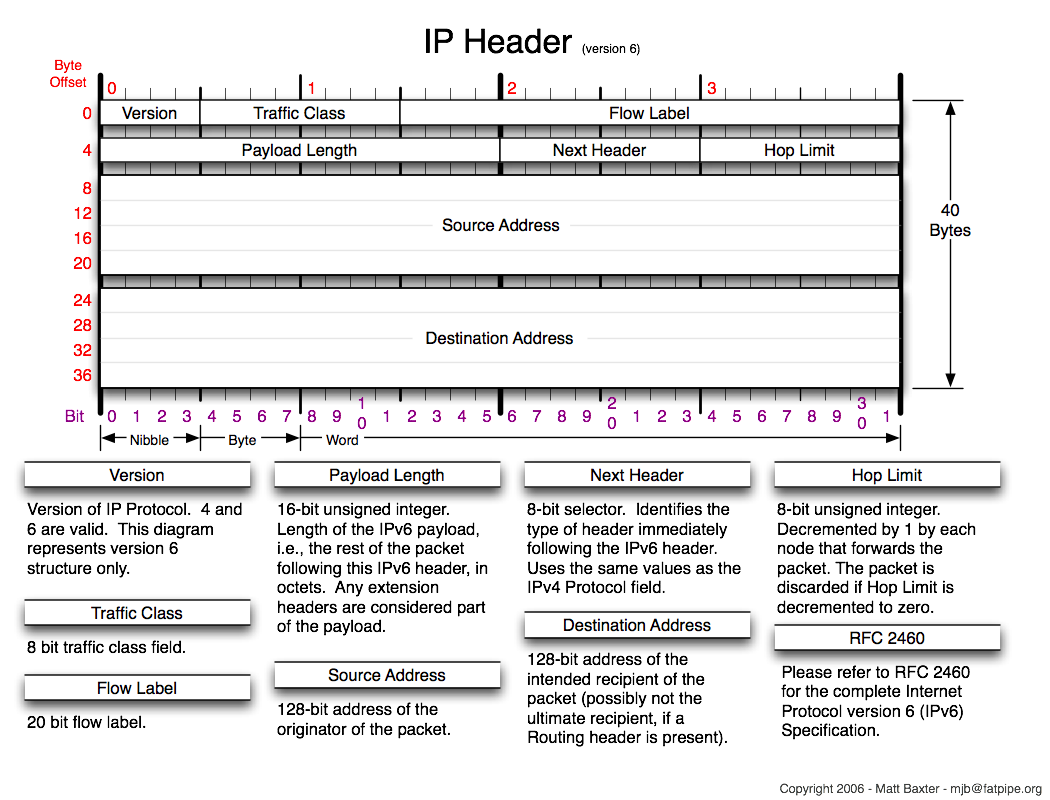 IP Header (version 6)
Byte
Offset
0 1 2 3
0 Version Traffic Class Flow Label
4 Payload Length Next Header Hop Limit
8
12
16
20
Source Address
24
28
32
36
Destination Address
40
Bytes
Bit 0 1 2 3 4 5 6 7 8 9 10 1 2 3 4 5 6 7 8 9 20 1 2 3 4 5 6 7 8 9 30 1
Nibble Byte Word
Version
Version of IP Protocol. 4 and
6 are valid. This diagram
represents version 6
structure only.
Traffic Class
8 bit traffic class field.
Flow Label
20 bit flow label.
Payload Length
16-bit unsigned integer.
Length of the IPv6 payload,
i.e., the rest of the packet
following this IPv6 header, in
octets. Any extension
headers are considered part
of the payload.
Source Address
128-bit address of the
originator of the packet.
Next Header
8-bit selector. Identifies the
type of header immediately
following the IPv6 header.
Uses the same values as the
IPv4 Protocol field.
Destination Address
128-bit address of the
intended recipient of the
packet (possibly not the
ultimate recipient, if a
Routing header is present).
Hop Limit
8-bit unsigned integer.
Decremented by 1 by each
node that forwards the
packet. The packet is
discarded if Hop Limit is
decremented to zero.
RFC 2460
Please refer to RFC 2460
for the complete Internet
Protocol version 6 (IPv6)
Specification.
Copyright 2006 - Matt Baxter - mjb@fatpipe.org